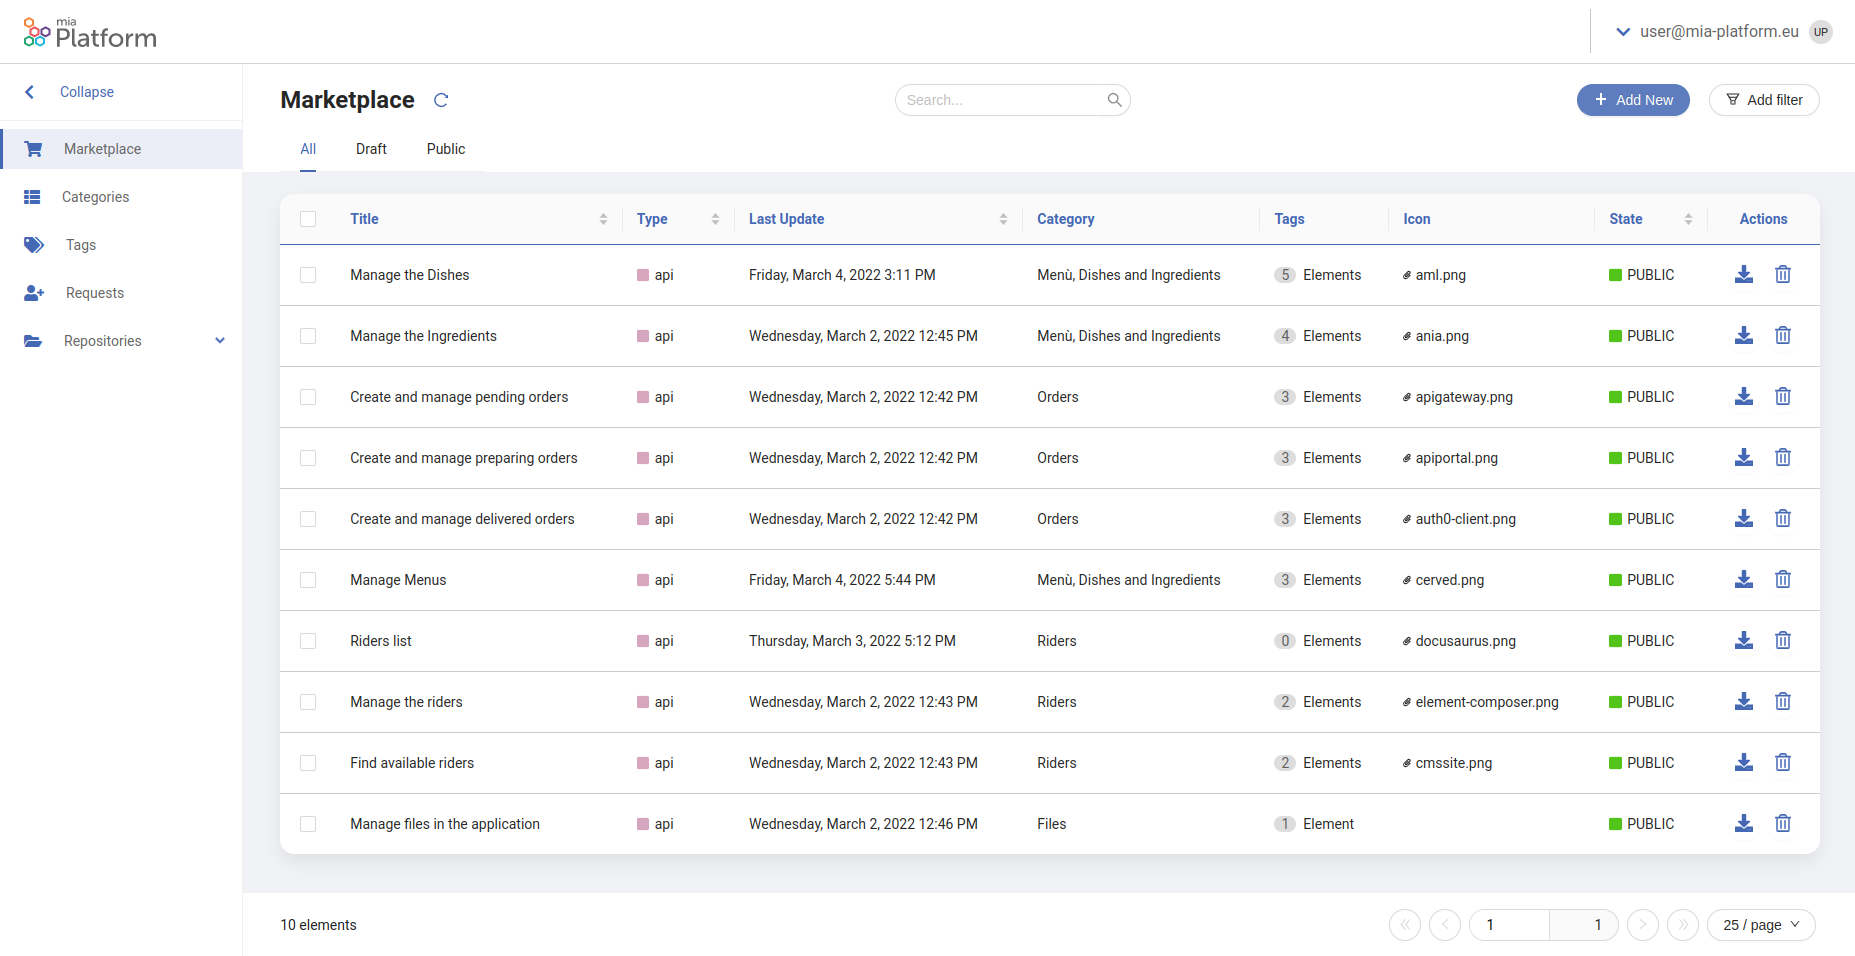 mia
Platform
user@mia-platform.eu UP
Collapse
Marketplace
Categories
Tags
Requests
Repositories
Marketplace
Search...
Add New
Add filter
All Draft Public
Title Type Last Update Category Tags Icon State Actions
Manage the Dishes api Friday, March 4, 2022 3:11 PM Menù, Dishes and Ingredients 5 Elements aml.png PUBLIC
Manage the Ingredients api Wednesday, March 2, 2022 12:45 PM Menù, Dishes and Ingredients 4 Elements ania.png PUBLIC
Create and manage pending orders api Wednesday, March 2, 2022 12:42 PM Orders 3 Elements apigateway.png PUBLIC
Create and manage preparing orders api Wednesday, March 2, 2022 12:42 PM Orders 3 Elements apiportal.png PUBLIC
Create and manage delivered orders api Wednesday, March 2, 2022 12:42 PM Orders 3 Elements auth0-client.png PUBLIC
Manage Menus api Friday, March 4, 2022 5:44 PM Menù, Dishes and Ingredients 3 Elements cerved.png PUBLIC
Riders list api Thursday, March 3, 2022 5:12 PM Riders 0 Elements docusaurus.png PUBLIC
Manage the riders api Wednesday, March 2, 2022 12:43 PM Riders 2 Elements element-composer.png PUBLIC
Find available riders api Wednesday, March 2, 2022 12:43 PM Riders 2 Elements cmssite.png PUBLIC
Manage files in the application api Wednesday, March 2, 2022 12:46 PM Files 1 Element PUBLIC
10 elements
1 1
25 / page